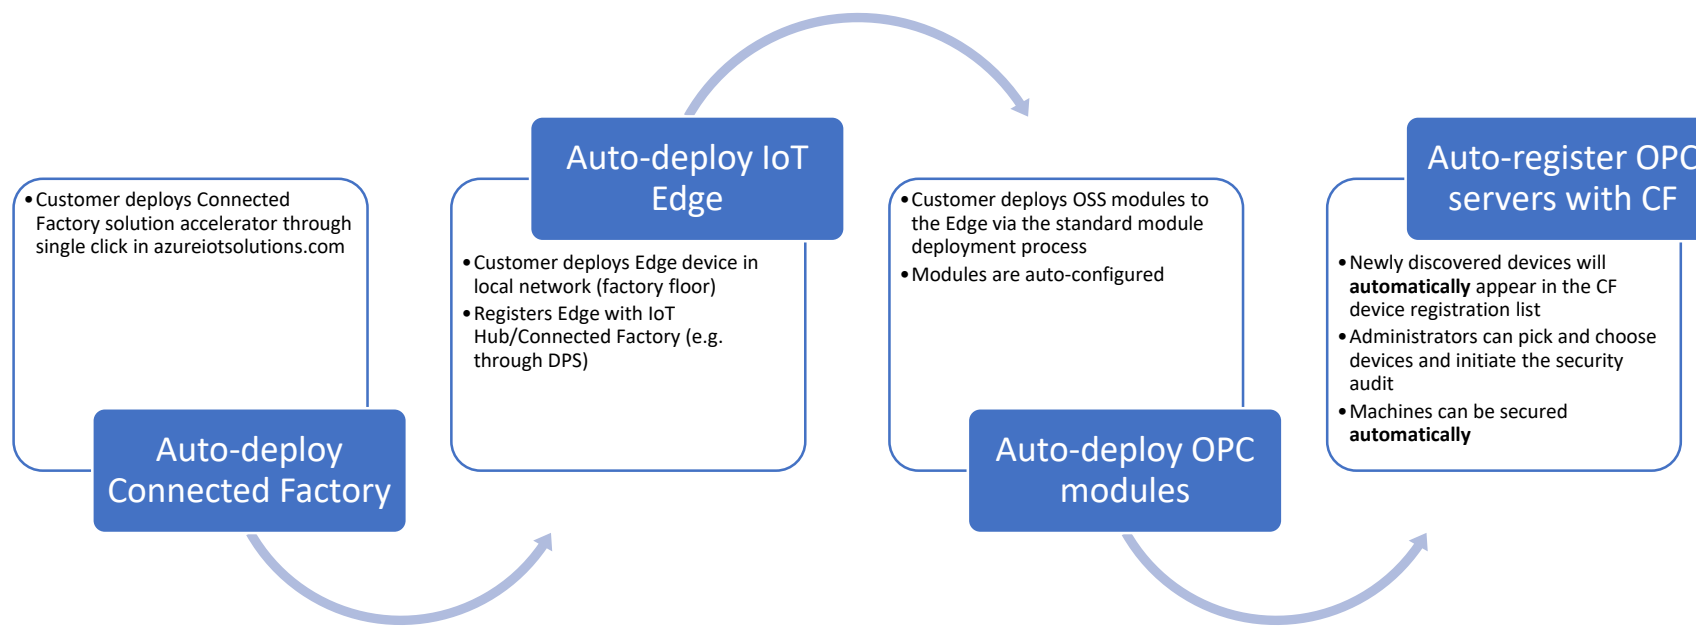 •Customer deploys Connected
Factory solution accelerator through
single click in azureiotsolutions.com
Auto-deploy
Connected Factory
Auto-deploy IoT
Edge
•Customer deploys Edge device in
local network (factory floor)
•Registers Edge with IoT
Hub/Connected Factory (e.g.
through DPS)
•Customer deploys OSS modules to
the Edge via the standard module
deployment process
•Modules are auto-configured
Auto-deploy OPC
modules
Auto-register OPC
servers with CF
•Newly discovered devices will
automatically appear in the CF
device registration list
•Administrators can pick and choose
devices and initiate the security
audit
•Machines can be secured
automatically